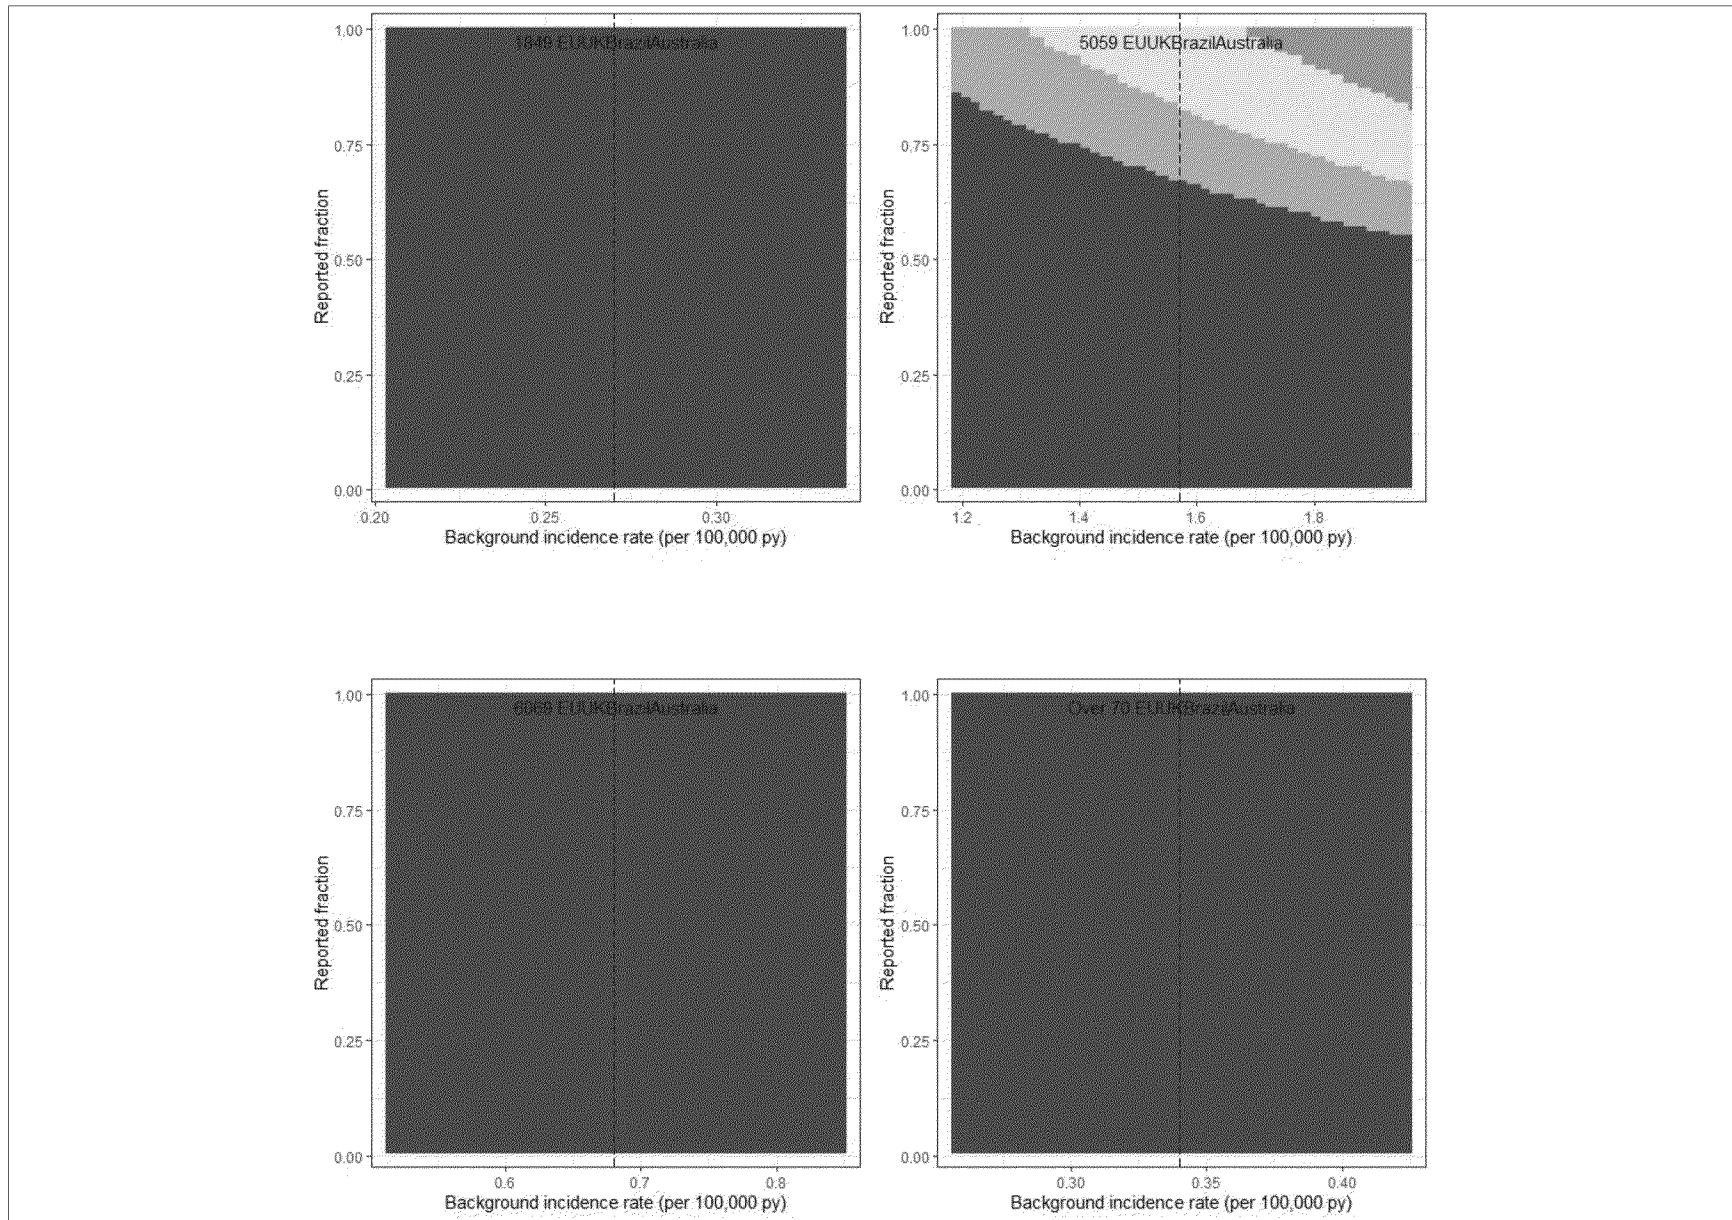 1849 EUUKBrazilAustralia
1.00
0.75
0.50
0.25
0.00
Reported fraction
0.20
0.25
0.30
Background incidence rate (per 100,000 py)
5059 EUUKBrazilAustralia
1.00
0.75
0.50
0.25
0.00
Reported fraction
1.2
1.4
1.6
1.8
Background incidence rate (per 100,000 py)
6069 EUUKBrazilAustralia
1.00
0.75
0.50
0.25
0.00
Reported fraction
0.6
0.7
0.8
Background incidence rate (per 100,000 py)
Over 70 EUUKBrazilAustralia
1.00
0.75
0.50
0.25
0.00
Reported fraction
0.30
0.35
0.40
Background incidence rate (per 100,000 py)